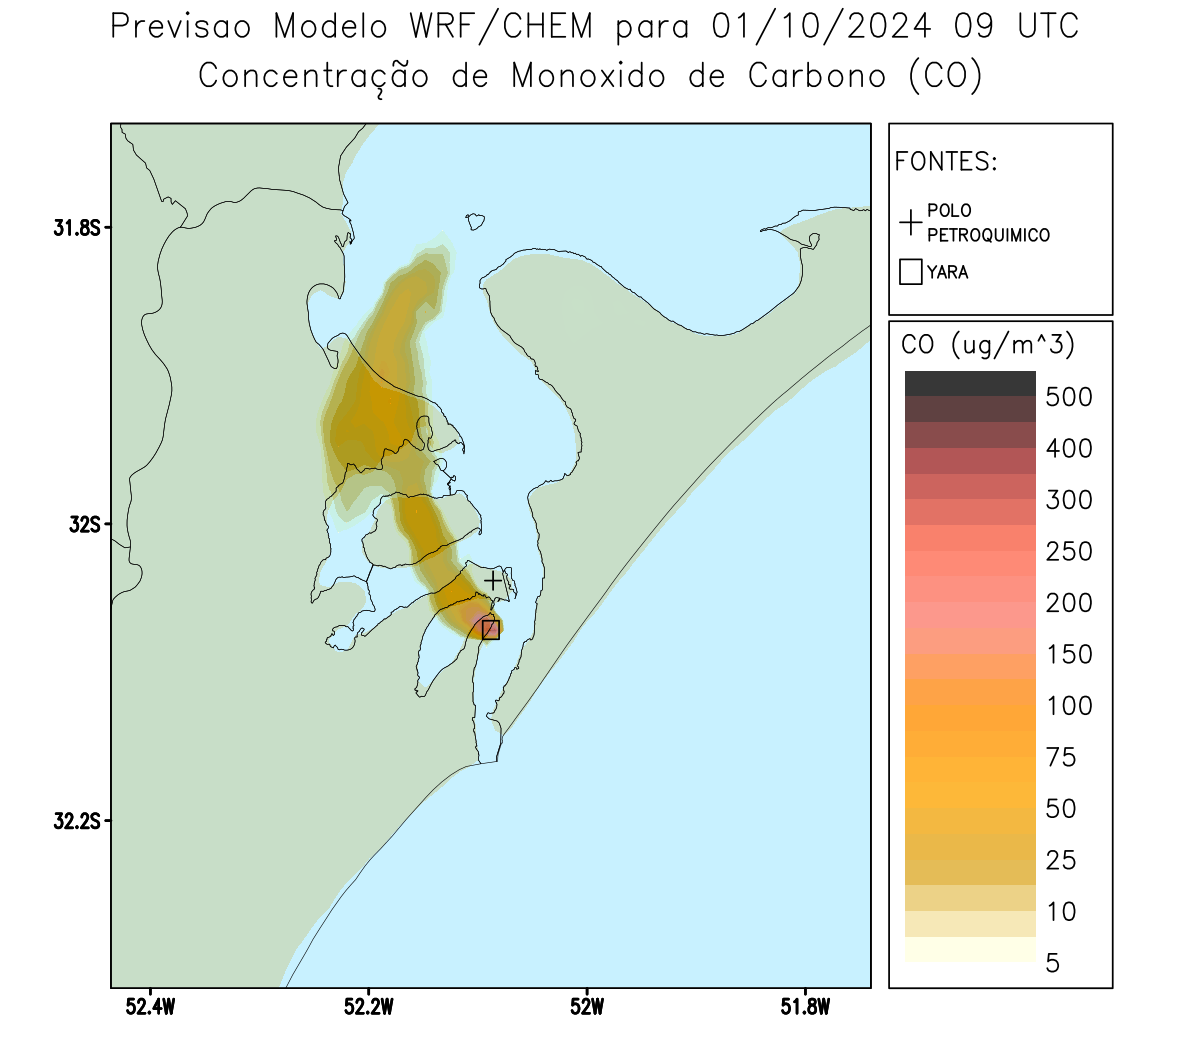 Previsao Modelo WRF/CHEM para 01/10/2024 09 UTC
Concentração de Monoxido de Carbono (CO)
FONTES:
POLO
PETROQUIMICO
YARA
CO (ug/m^3)
500
400
300
250
200
150
100
75
50
25
10
5
31.8S
32S
32.2S
52.4W
52.2W
52W
51.8W